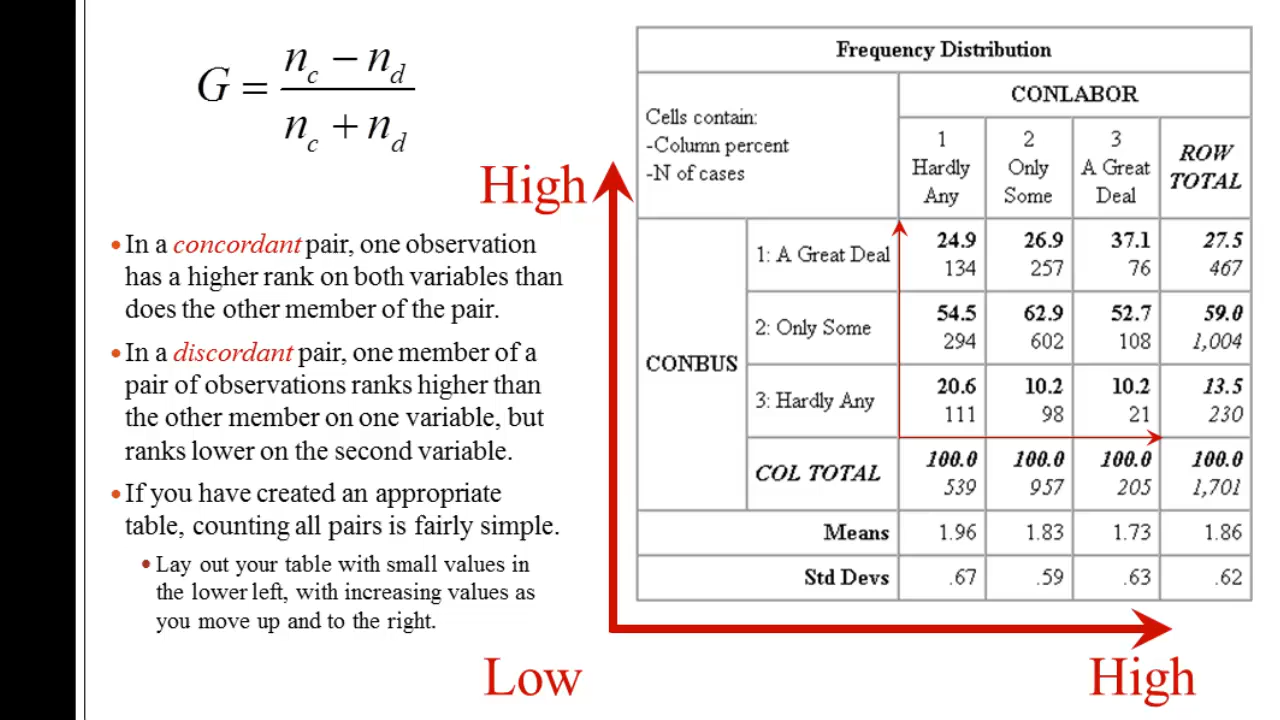 G = (n_c − n_d) / (n_c + n_d)
High
• In a concordant pair, one observation
has a higher rank on both variables than
does the other member of the pair.
• In a discordant pair, one member of a
pair of observations ranks higher than
the other member on one variable, but
ranks lower on the second variable.
• If you have created an appropriate
table, counting all pairs is fairly simple.
• Lay out your table with small values in
the lower left, with increasing values as
you move up and to the right.
Frequency Distribution
Cells contain:
-Column percent
-N of cases
CONLABOR
1 2 3
Hardly Only A Great ROW
Any Some Deal TOTAL
CONBUS
1: A Great Deal
24.9 26.9 37.1 27.5
134 257 76 467
2: Only Some
54.5 62.9 52.7 59.0
294 602 108 1,004
3: Hardly Any
20.6 10.2 10.2 13.5
111 98 21 230
COL TOTAL
100.0 100.0 100.0 100.0
539 957 205 1,701
Means 1.96 1.83 1.73 1.86
Std Devs .67 .59 .63 .62
Low High